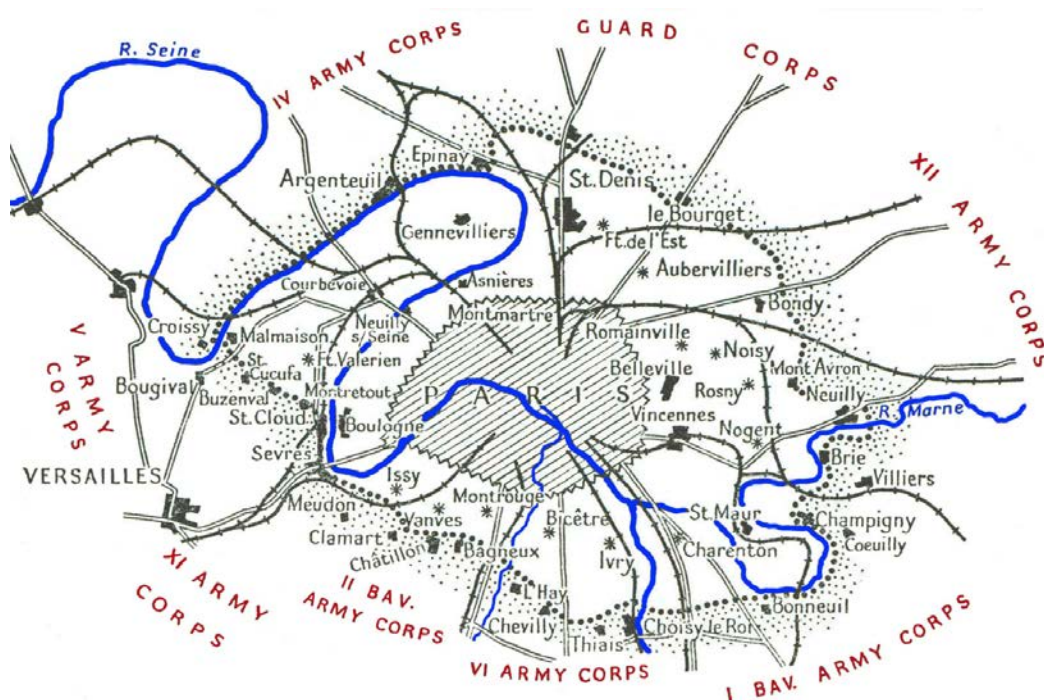 R. Seine
IV ARMY CORPS
GUARD CORPS
XII ARMY CORPS
Epinay
Argenteuil
St. Denis
le Bourget
Gennevilliers
Ft. de l'Est
Aubervilliers
Courbevoie
Asnières
Bondy
Croissy
Neuilly s/Seine
Montmartre
Romainville
Malmaison
Ft. Valerien
Noisy
V ARMY CORPS
St. Cucufa
Belleville
Mont Avron
Bougival
Buzenval
Montretout
PARIS
Rosny
Neuilly
St. Cloud
Boulogne
Vincennes
R. Marne
Nogent
Sevres
Brie
VERSAILLES
Issy
Villiers
Meudon
Montrouge
St. Maur
Vanves
Bicêtre
Champigny
Clamart
Coeuilly
Châtillon
Bagneux
Ivry
Charenton
XI ARMY CORPS
II BAV. ARMY CORPS
L'Hay
Bonneuil
Chevilly
Choisy-le-Roi
Thiais
VI ARMY CORPS
I BAV. ARMY CORPS